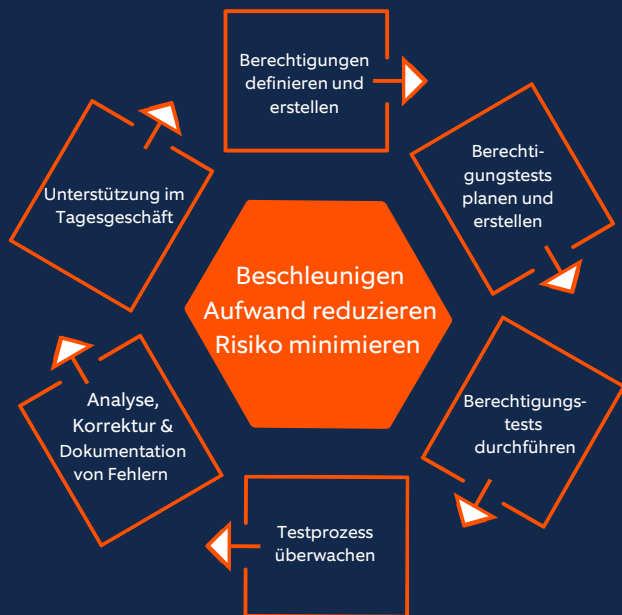 Berechtigungen
definieren und
erstellen
Berechti-
gungstests
planen und
erstellen
Berechtigungs-
tests
durchführen
Testprozess
überwachen
Analyse,
Korrektur &
Dokumentation
von Fehlern
Unterstützung im
Tagesgeschäft
Beschleunigen
Aufwand reduzieren
Risiko minimieren